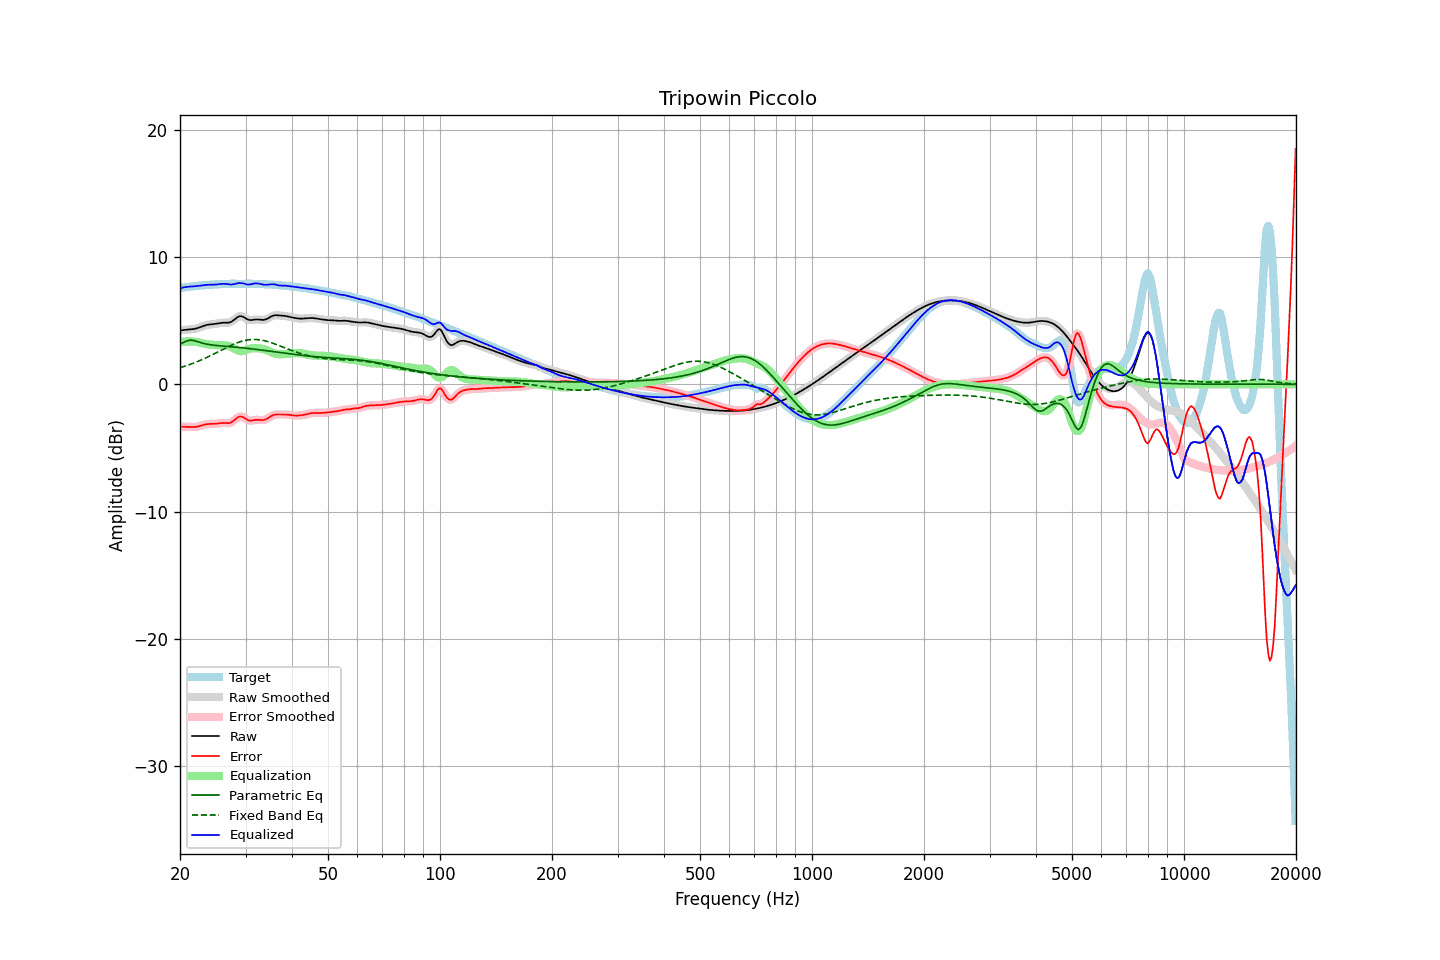 Tripowin Piccolo
20
10
0
−10
−20
−30
Amplitude (dBr)
Target
Raw Smoothed
Error Smoothed
Raw
Error
Equalization
Parametric Eq
Fixed Band Eq
Equalized
20 50 100 200 500 1000 2000 5000 10000 20000
Frequency (Hz)